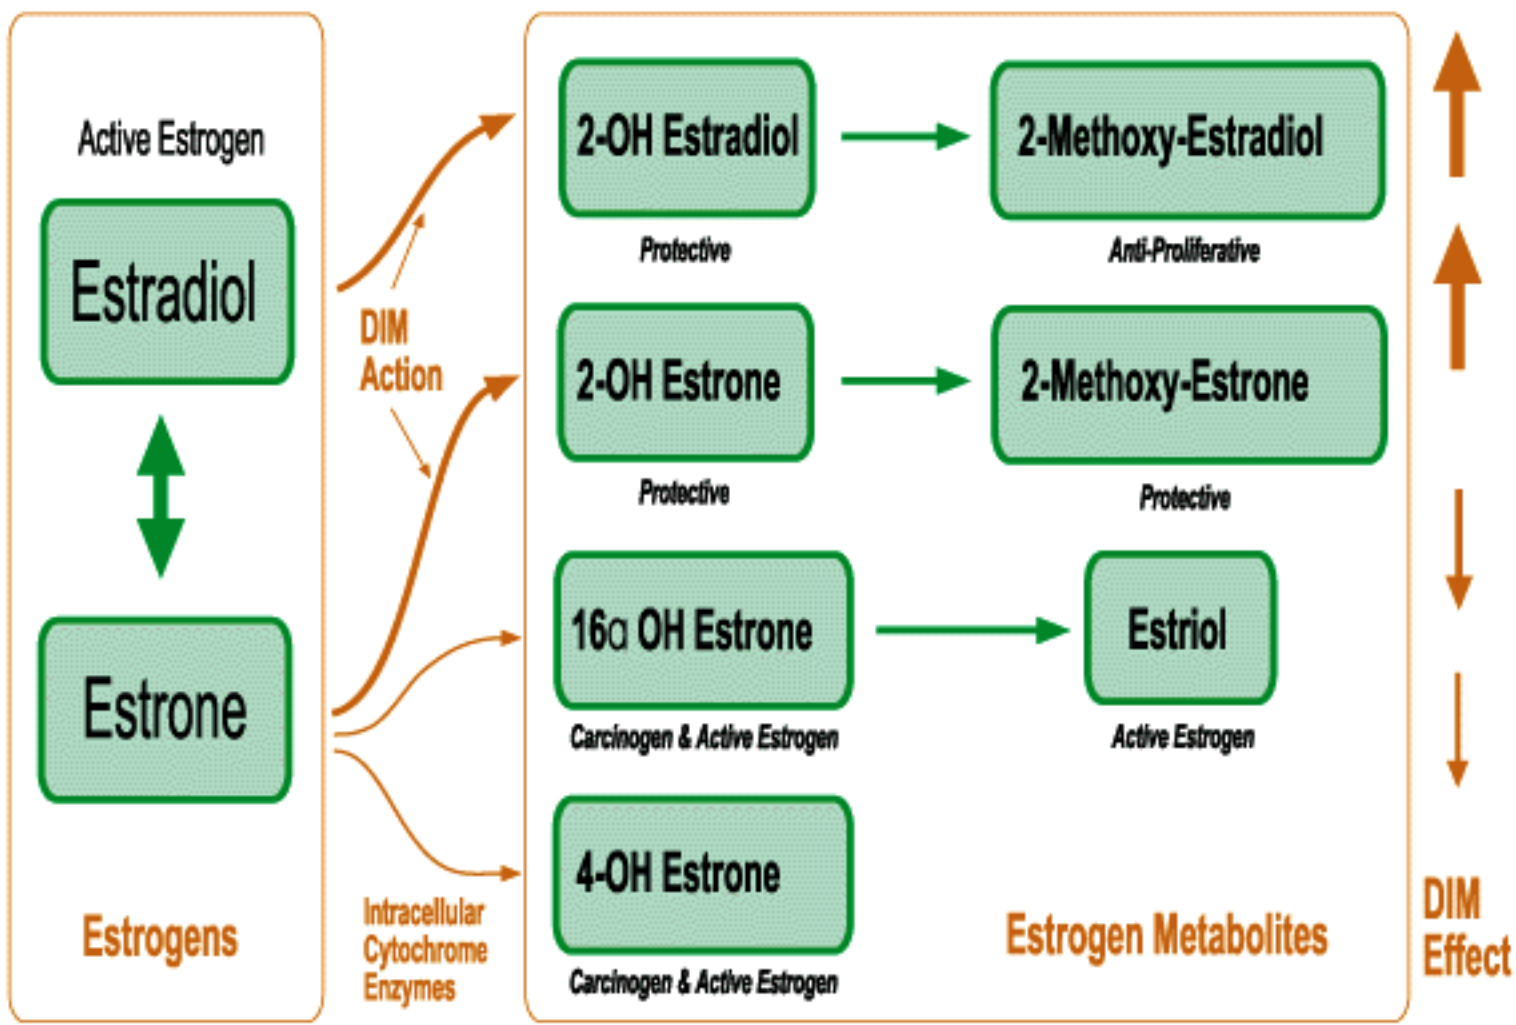 Active Estrogen
Estradiol
Estrone
Estrogens
DIM
Action
Intracellular
Cytochrome
Enzymes
2-OH Estradiol
Protective
2-Methoxy-Estradiol
Anti-Proliferative
2-OH Estrone
Protective
2-Methoxy-Estrone
Protective
16α OH Estrone
Carcinogen & Active Estrogen
Estriol
Active Estrogen
4-OH Estrone
Carcinogen & Active Estrogen
Estrogen Metabolites
DIM
Effect